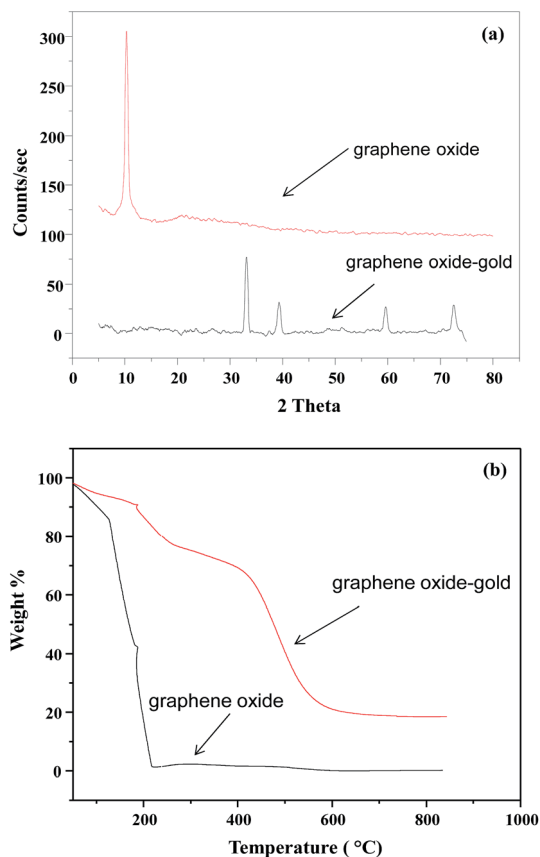 (a)
300
250
200
150
100
50
0
Counts/sec
graphene oxide
graphene oxide-gold
0 10 20 30 40 50 60 70 80
2 Theta
(b)
100
80
60
40
20
0
Weight %
graphene oxide-gold
graphene oxide
200 400 600 800 1000
Temperature ( °C)